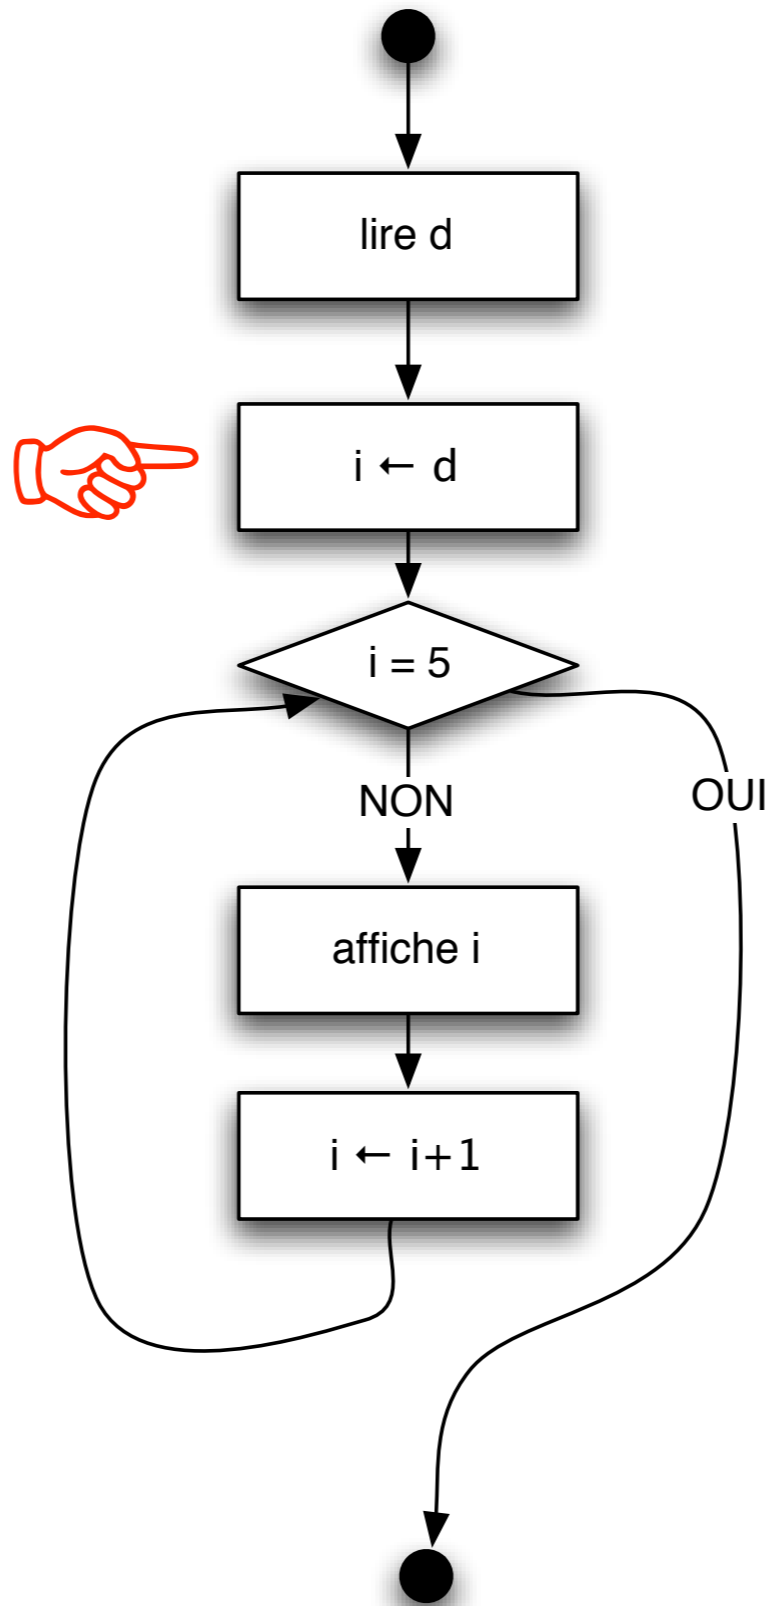 lire d
i ← d
i = 5
NON
OUI
affiche i
i ← i+1